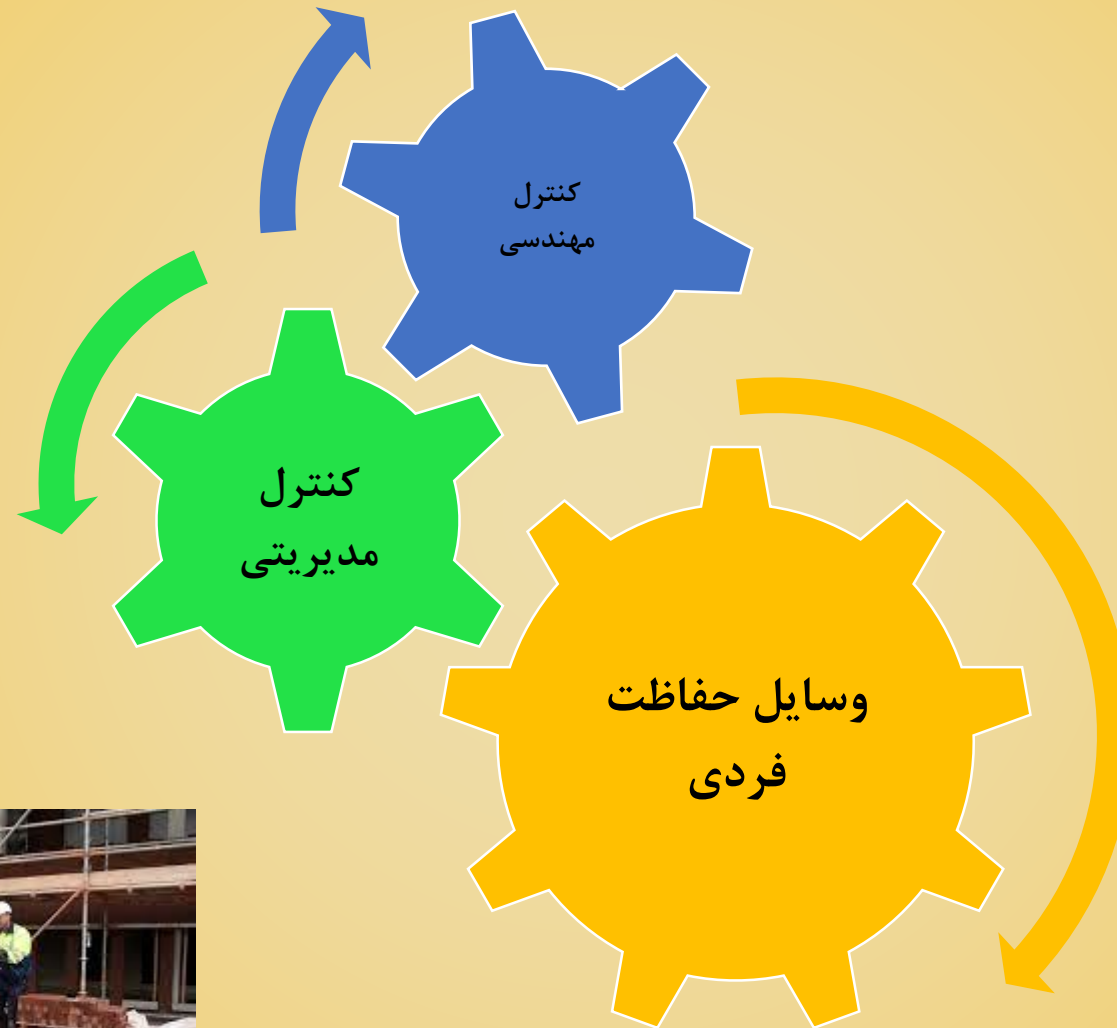 کنترل
مهندسی
کنترل
مدیریتی
وسایل حفاظت
فردی